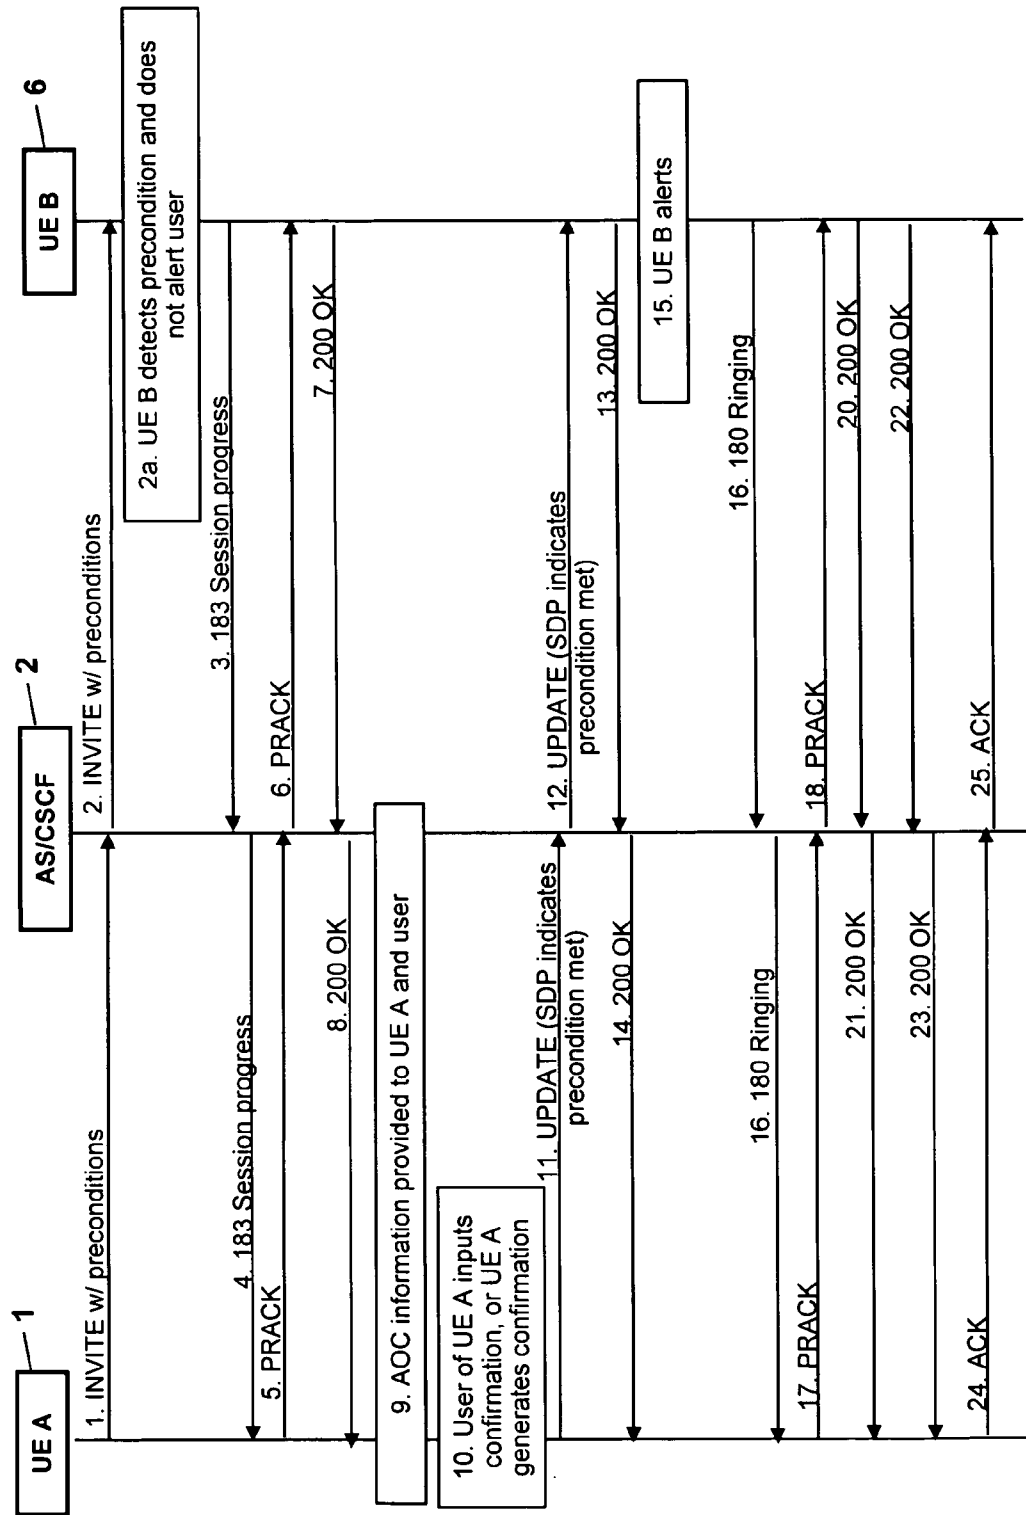 UE A
1
AS/CSCF
2
UE B
6
1. INVITE w/ preconditions
2. INVITE w/ preconditions
2a. UE B detects precondition and does
not alert user
3. 183 Session progress
4. 183 Session progress
5. PRACK
6. PRACK
7. 200 OK
8. 200 OK
9. AOC information provided to UE A and user
10. User of UE A inputs
confirmation, or UE A
generates confirmation
11. UPDATE (SDP indicates
precondition met)
12. UPDATE (SDP indicates
precondition met)
13. 200 OK
14. 200 OK
15. UE B alerts
16. 180 Ringing
16. 180 Ringing
17. PRACK
18. PRACK
20. 200 OK
21. 200 OK
22. 200 OK
23. 200 OK
24. ACK
25. ACK